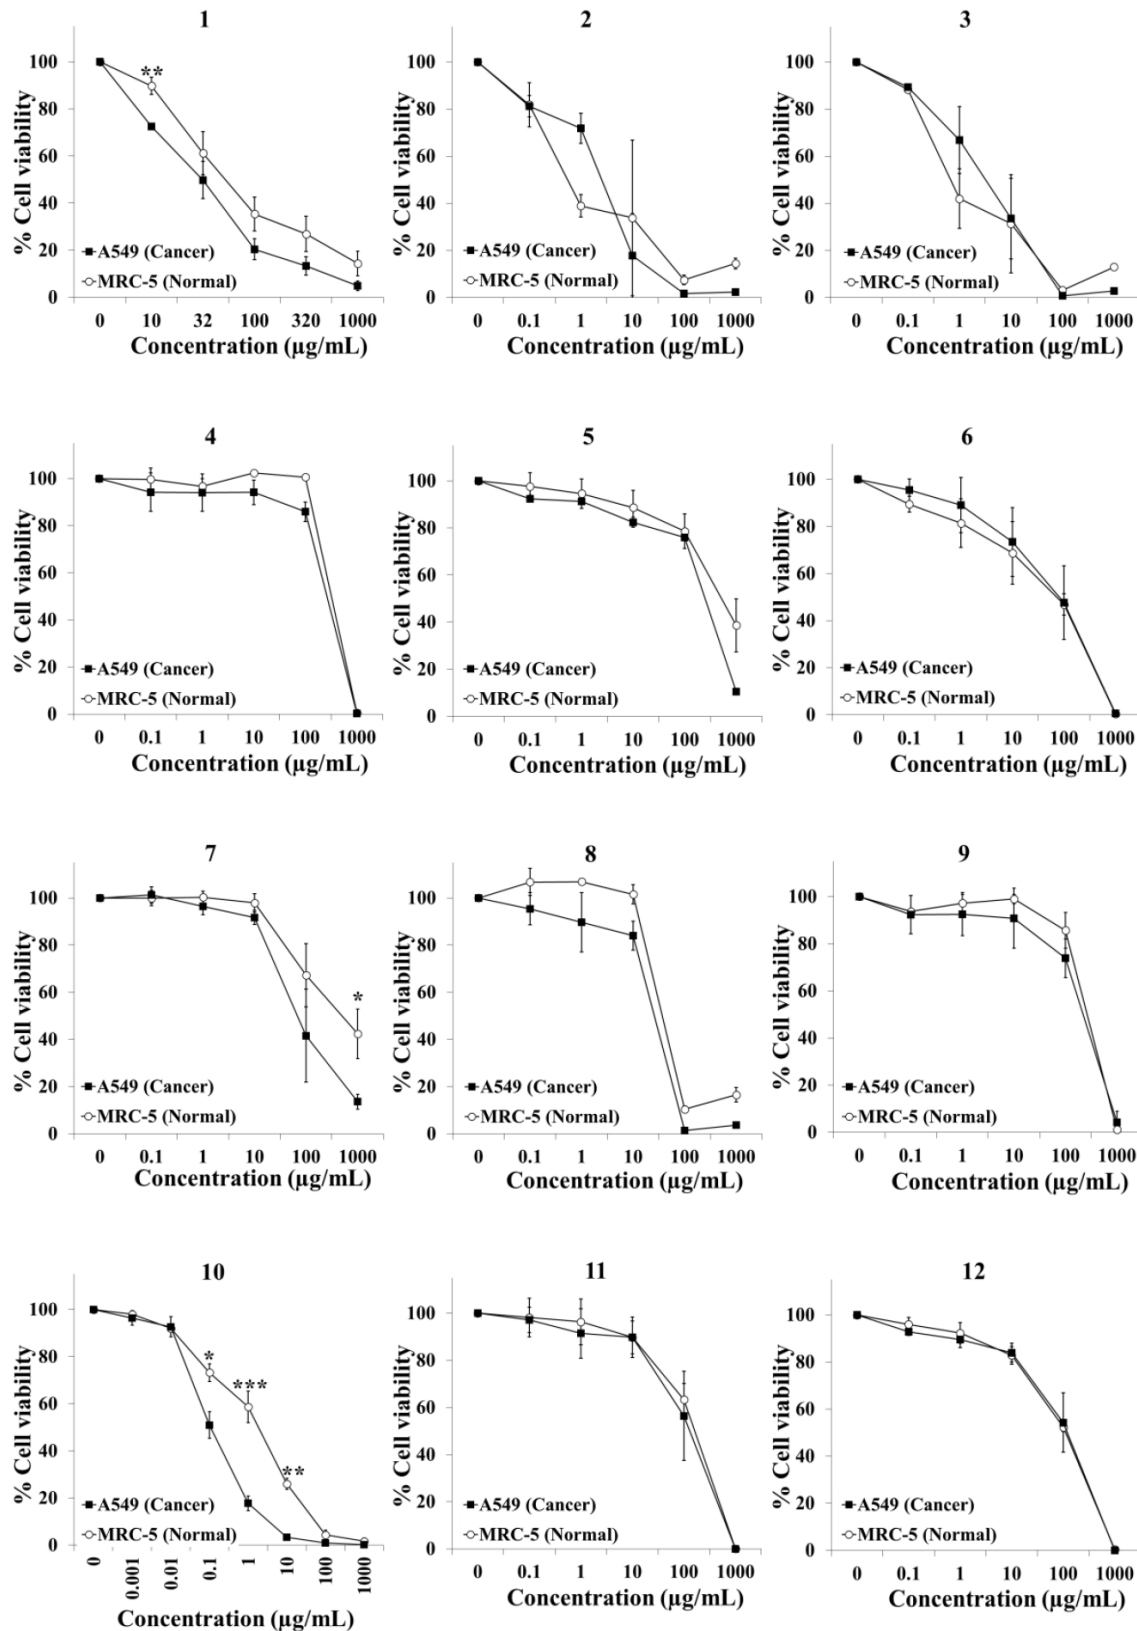 1
% Cell viability
100
**
80
60
40
20
0
A549 (Cancer)
MRC-5 (Normal)
0 10 32 100 320 1000
Concentration (µg/mL)
2
% Cell viability
100
80
60
40
20
0
A549 (Cancer)
MRC-5 (Normal)
0 0.1 1 10 100 1000
Concentration (µg/mL)
3
% Cell viability
100
80
60
40
20
0
A549 (Cancer)
MRC-5 (Normal)
0 0.1 1 10 100 1000
Concentration (µg/mL)
4
% Cell viability
100
80
60
40
20
0
A549 (Cancer)
MRC-5 (Normal)
0 0.1 1 10 100 1000
Concentration (µg/mL)
5
% Cell viability
100
80
60
40
20
0
A549 (Cancer)
MRC-5 (Normal)
0 0.1 1 10 100 1000
Concentration (µg/mL)
6
% Cell viability
100
80
60
40
20
0
A549 (Cancer)
MRC-5 (Normal)
0 0.1 1 10 100 1000
Concentration (µg/mL)
7
% Cell viability
100
80
60
*
40
20
0
A549 (Cancer)
MRC-5 (Normal)
0 0.1 1 10 100 1000
Concentration (µg/mL)
8
% Cell viability
100
80
60
40
20
0
A549 (Cancer)
MRC-5 (Normal)
0 0.1 1 10 100 1000
Concentration (µg/mL)
9
% Cell viability
100
80
60
40
20
0
A549 (Cancer)
MRC-5 (Normal)
0 0.1 1 10 100 1000
Concentration (µg/mL)
10
% Cell viability
100
80
*
***
60
40
**
20
0
A549 (Cancer)
MRC-5 (Normal)
0 0.001 0.01 0.1 1 10 100 1000
Concentration (µg/mL)
11
% Cell viability
100
80
60
40
20
0
A549 (Cancer)
MRC-5 (Normal)
0 0.1 1 10 100 1000
Concentration (µg/mL)
12
% Cell viability
100
80
60
40
20
0
A549 (Cancer)
MRC-5 (Normal)
0 0.1 1 10 100 1000
Concentration (µg/mL)